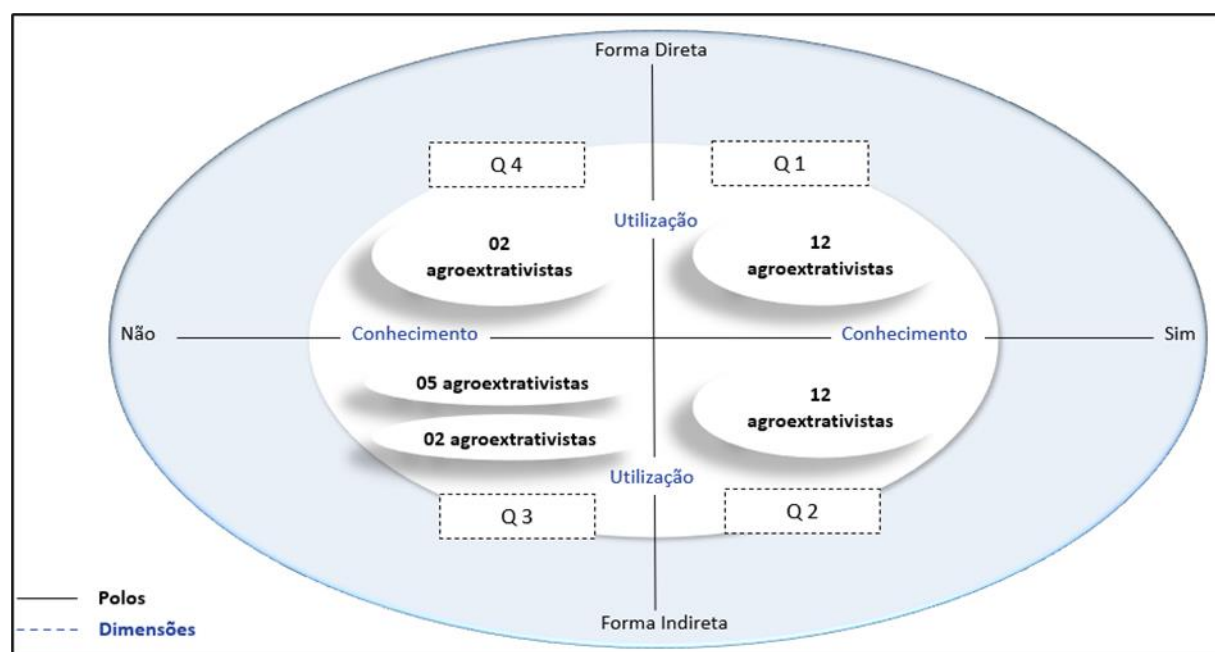 Forma Direta
Q 4
Q 1
Utilização
02
agroextrativistas
12
agroextrativistas
Não
Conhecimento
Conhecimento
Sim
05 agroextrativistas
02 agroextrativistas
12
agroextrativistas
Utilização
Q 3
Q 2
Forma Indireta
Polos
Dimensões